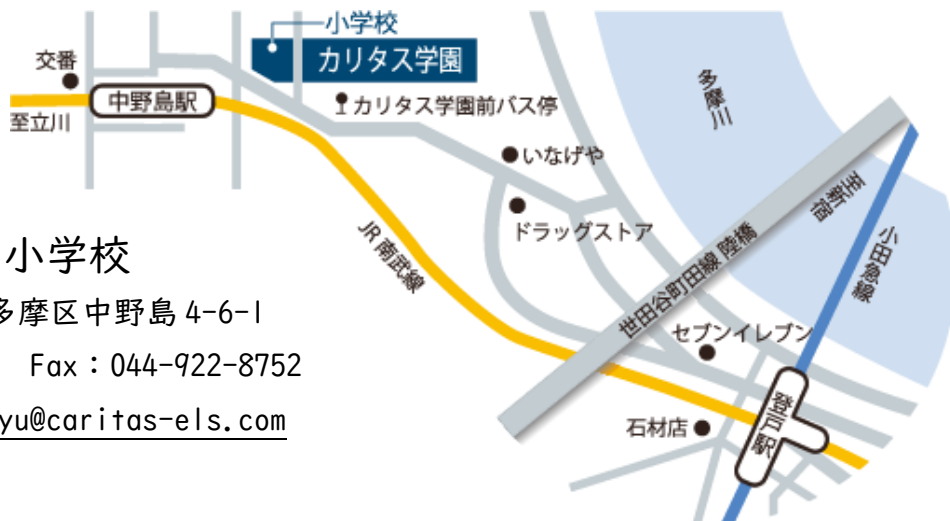 小学校
カリタス学園
交番
中野島駅
至立川
カリタス学園前バス停
いなげや
ドラッグストア
多摩川
至新宿
小田急線
JR南武線
世田谷町田線 陸橋
セブンイレブン
石材店
登戸駅
小学校
多摩区中野島 4-6-1
Fax：044-922-8752
yu@caritas-els.com